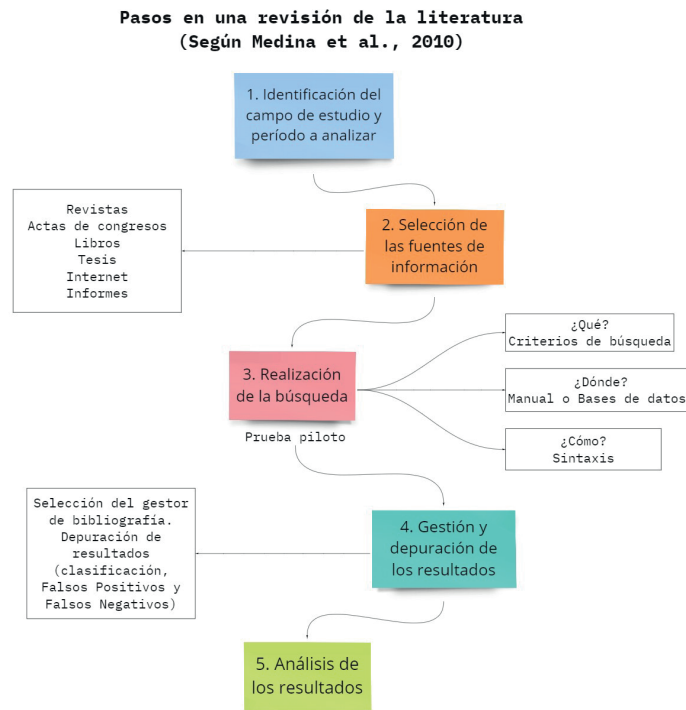 Pasos en una revisión de la literatura
(Según Medina et al., 2010)
1. Identificación del
campo de estudio y
período a analizar
Revistas
Actas de congresos
Libros
Tesis
Internet
Informes
2. Selección de
las fuentes de
información
¿Qué?
Criterios de búsqueda
3. Realización
de la búsqueda
Prueba piloto
¿Dónde?
Manual o Bases de datos
¿Cómo?
Sintaxis
Selección del gestor
de bibliografía.
Depuración de
resultados
(clasificación,
Falsos Positivos y
Falsos Negativos)
4. Gestión y
depuración de
los resultados
5. Análisis de
los resultados